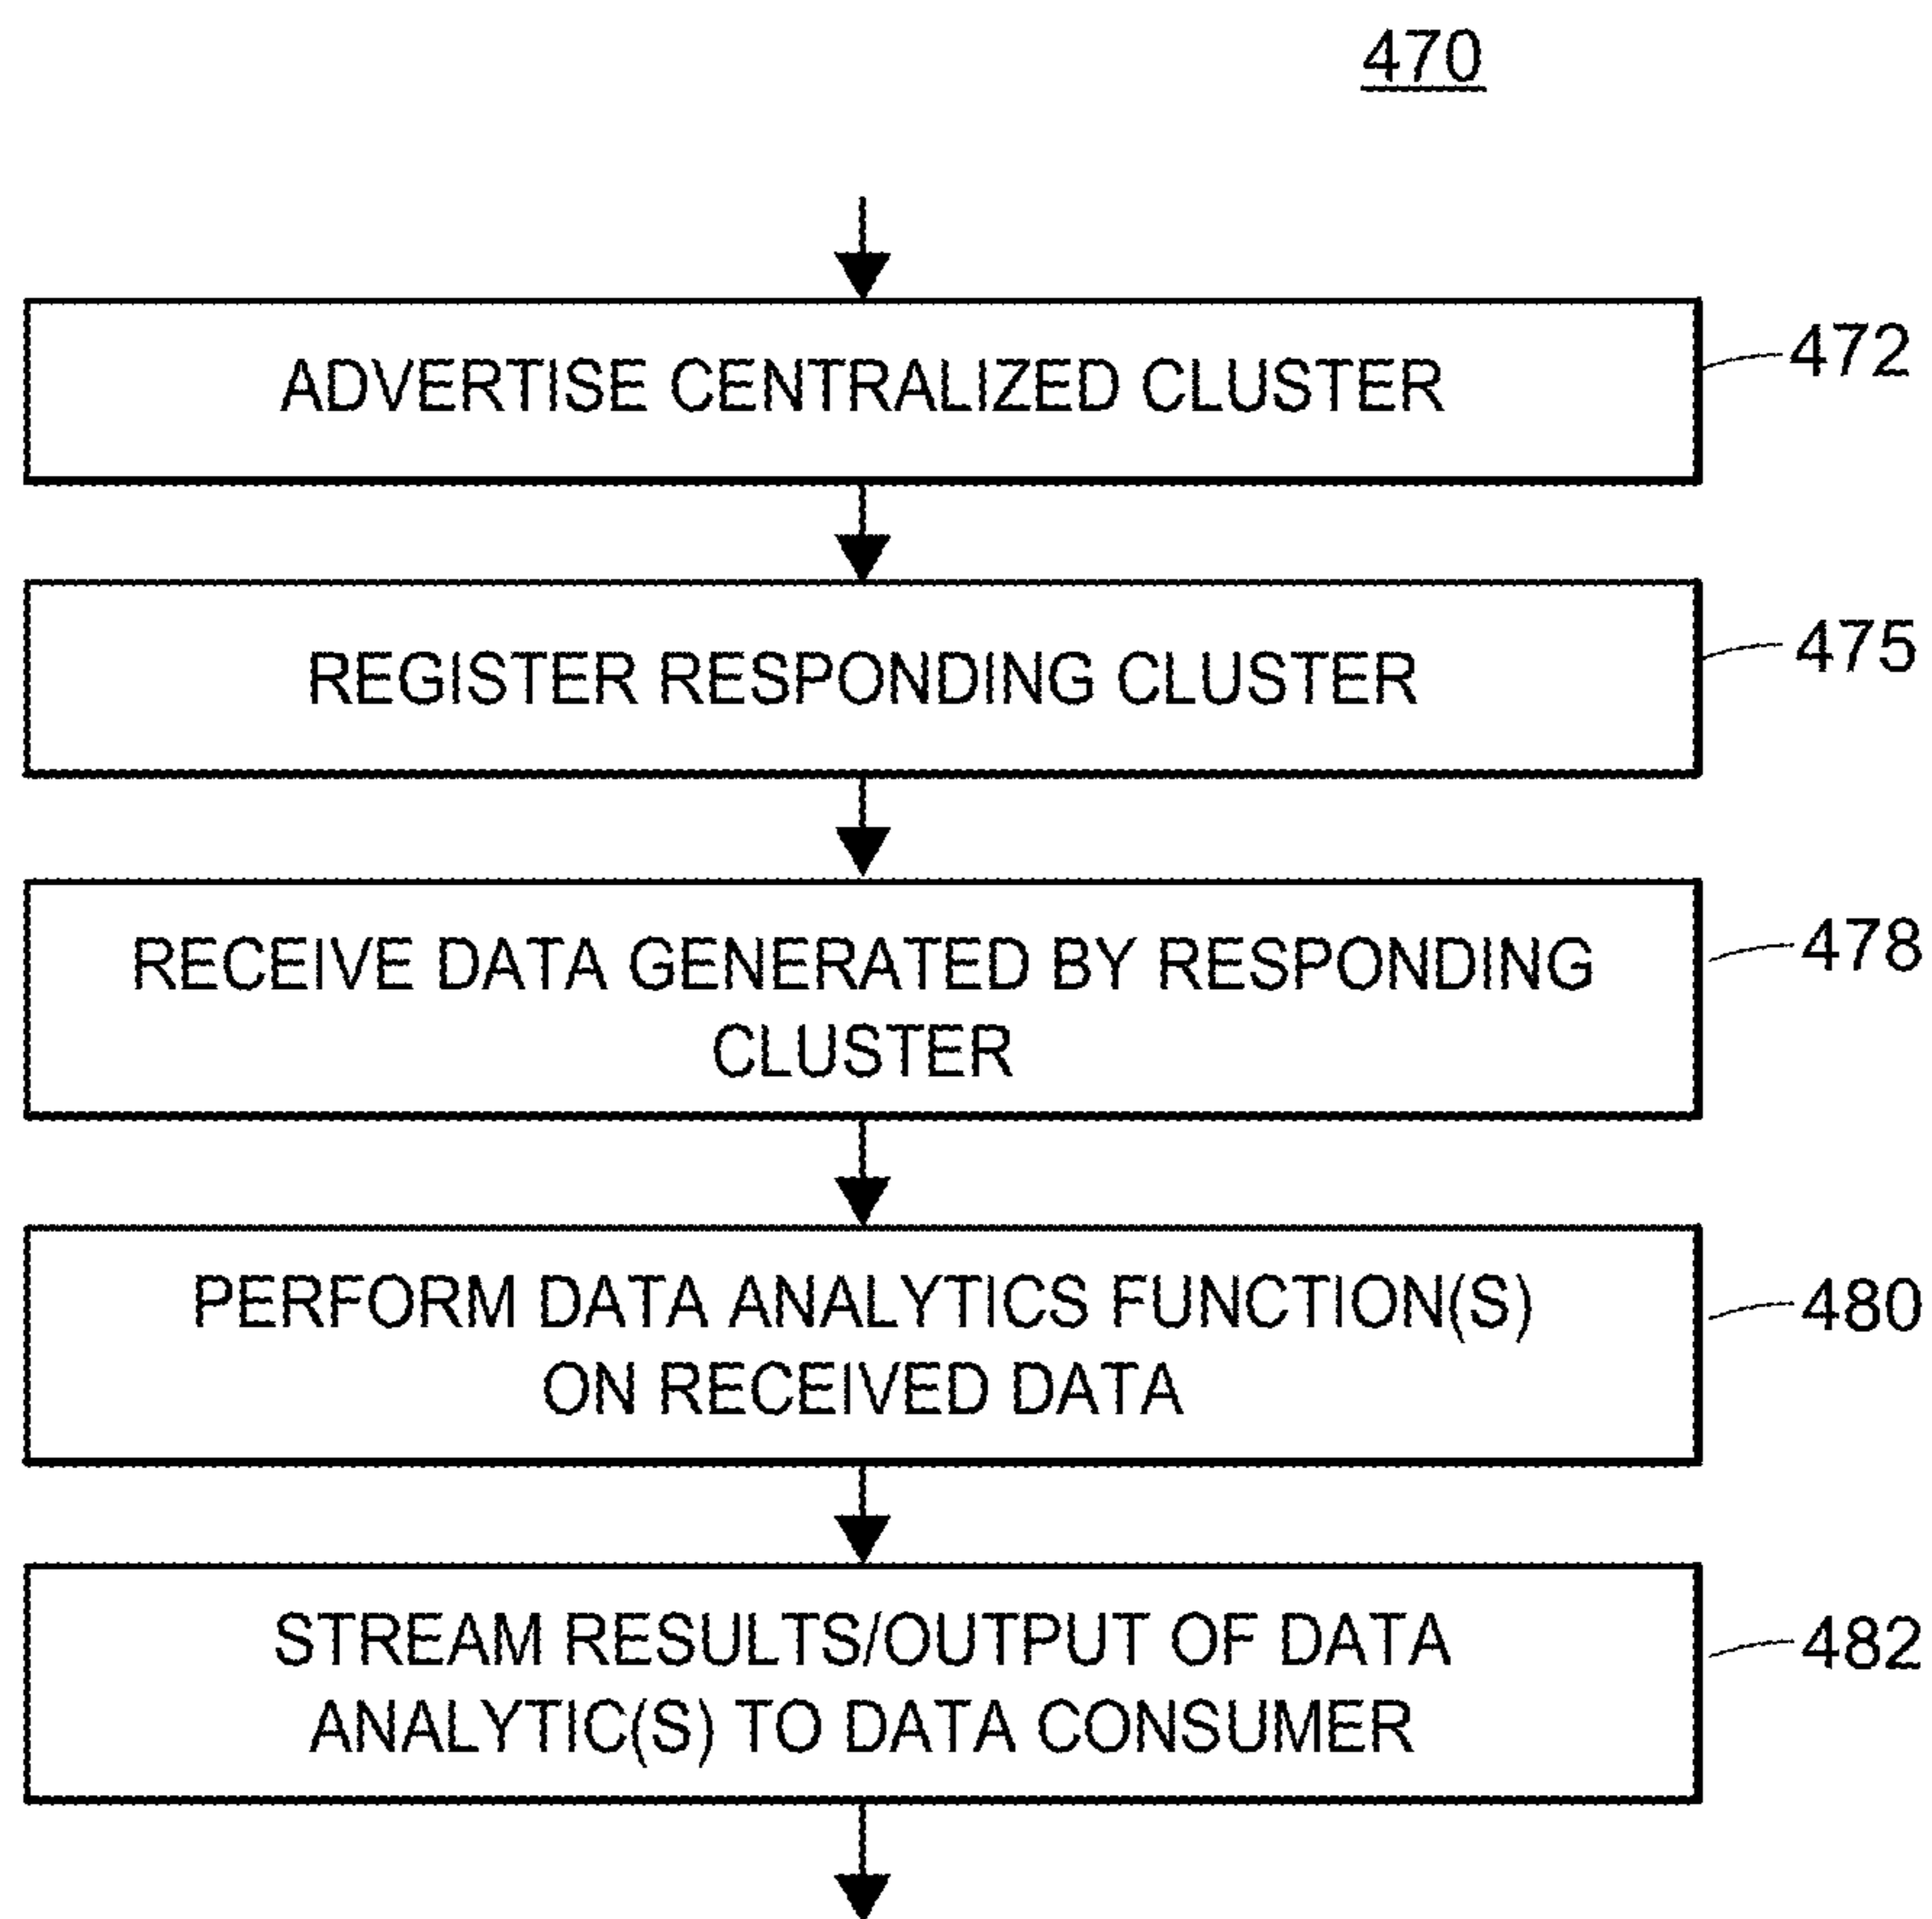 470
ADVERTISE CENTRALIZED CLUSTER
472
REGISTER RESPONDING CLUSTER
475
RECEIVE DATA GENERATED BY RESPONDING
CLUSTER
478
PERFORM DATA ANALYTICS FUNCTION(S)
ON RECEIVED DATA
480
STREAM RESULTS/OUTPUT OF DATA
ANALYTIC(S) TO DATA CONSUMER
482